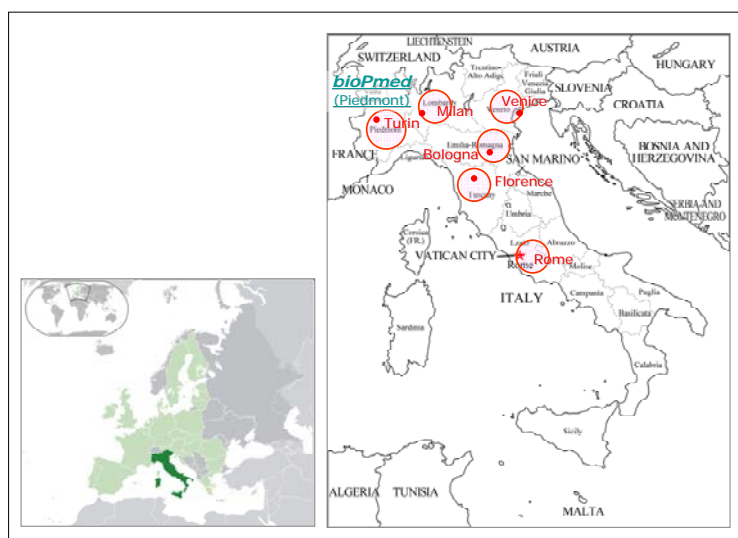 LIECHTENSTEIN
SWITZERLAND
AUSTRIA
HUNGARY
Trentino-
Alto Adige
Friuli
Venezia
Giulia
SLOVENIA
bioPmed
(Piedmont)
Lombardy
Milan
Veneto
Venice
CROATIA
Turin
Piedmont
Emilia-Romagna
Bologna
BOSNIA AND
HERZEGOVINA
FRANCE
Liguria
SAN MARINO
MONACO
Florence
Tuscany
Marche
Umbria
SERBIA AND
MONTENEGRO
Corsica
(FR.)
Lazio
Abruzzo
VATICAN CITY
Rome
Rome
Molise
ITALY
Campania
Puglia
Basilicata
Sardinia
Calabria
Sicily
ALGERIA
TUNISIA
MALTA